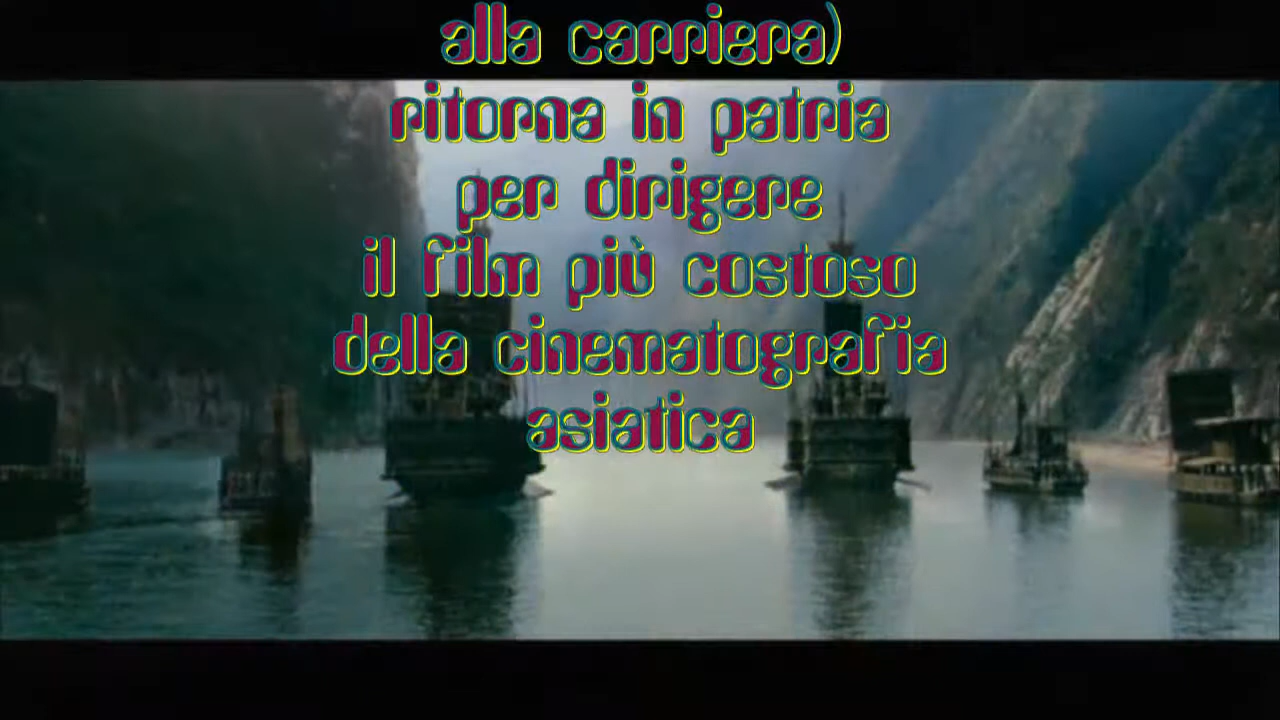 alla carriera)
ritorna in patria
per dirigere
il film più costoso
della cinematografia
asiatica